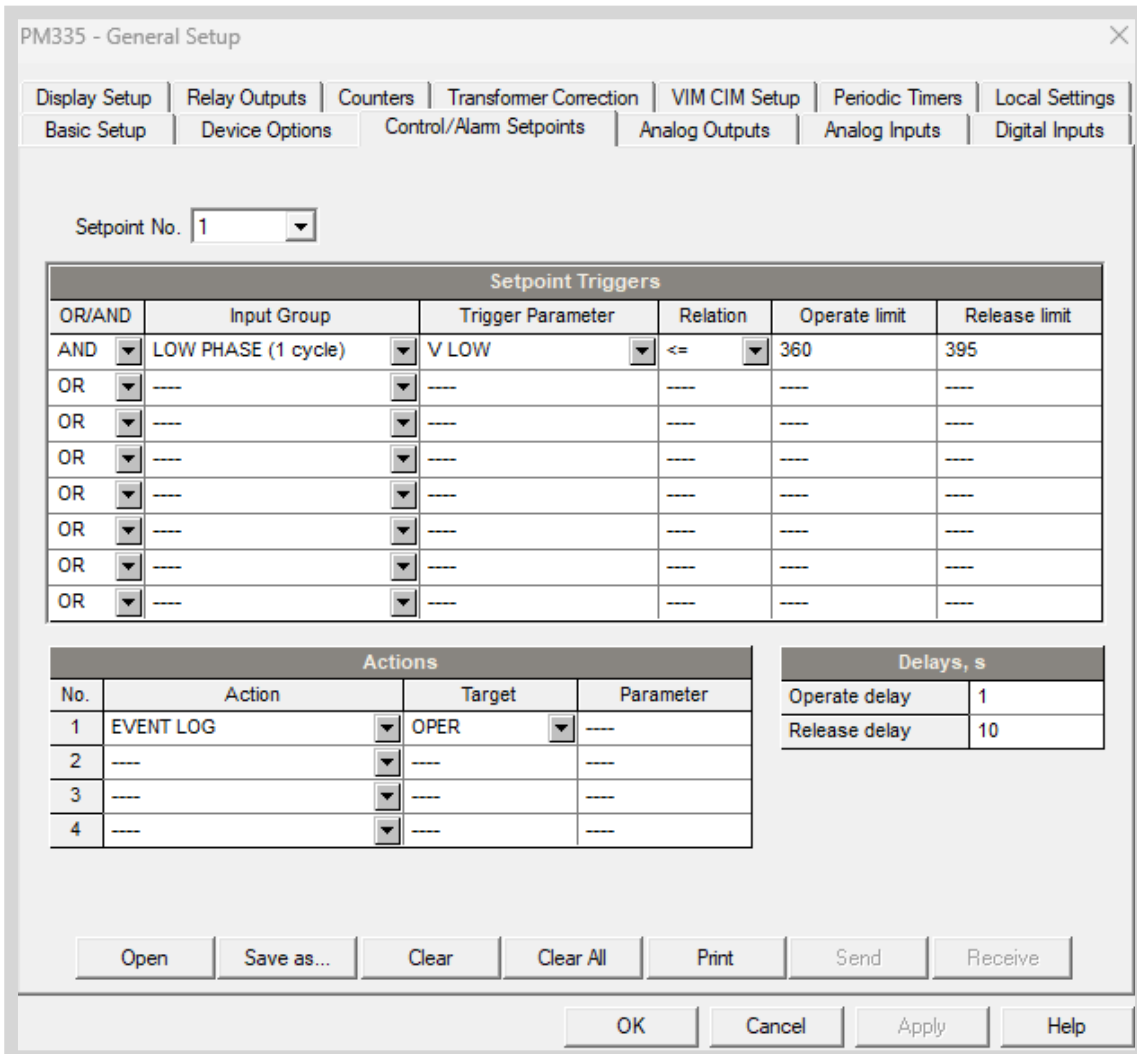 PM335 - General Setup
Display Setup Relay Outputs Counters Transformer Correction VIM CIM Setup Periodic Timers Local Settings
Basic Setup Device Options Control/Alarm Setpoints Analog Outputs Analog Inputs Digital Inputs
Setpoint No. 1
Setpoint Triggers
OR/AND Input Group Trigger Parameter Relation Operate limit Release limit
AND LOW PHASE (1 cycle) V LOW <= 360 395
OR ---- ---- ---- ---- ----
OR ---- ---- ---- ---- ----
OR ---- ---- ---- ---- ----
OR ---- ---- ---- ---- ----
OR ---- ---- ---- ---- ----
OR ---- ---- ---- ---- ----
OR ---- ---- ---- ---- ----
Actions Delays, s
No. Action Target Parameter Operate delay 1
1 EVENT LOG OPER ---- Release delay 10
2 ---- ---- ----
3 ---- ---- ----
4 ---- ---- ----
Open Save as... Clear Clear All Print Send Receive
OK Cancel Apply Help